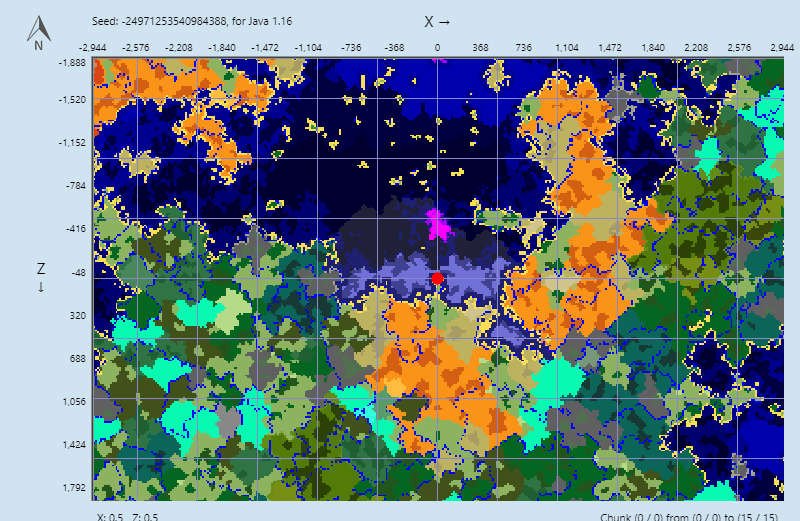 Seed: -24971253540984388, for Java 1.16
X →
N
-2,944 -2,576 -2,208 -1,840 -1,472 -1,104 -736 -368 0 368 736 1,104 1,472 1,840 2,208 2,576 2,944
-1.888
-1,520
-1,152
-784
-416
Z
-48
↓
320
688
1,056
1,424
1,792
X: 0.5 Z: 0.5
Chunk (0 / 0) from (0 / 0) to (15 / 15)